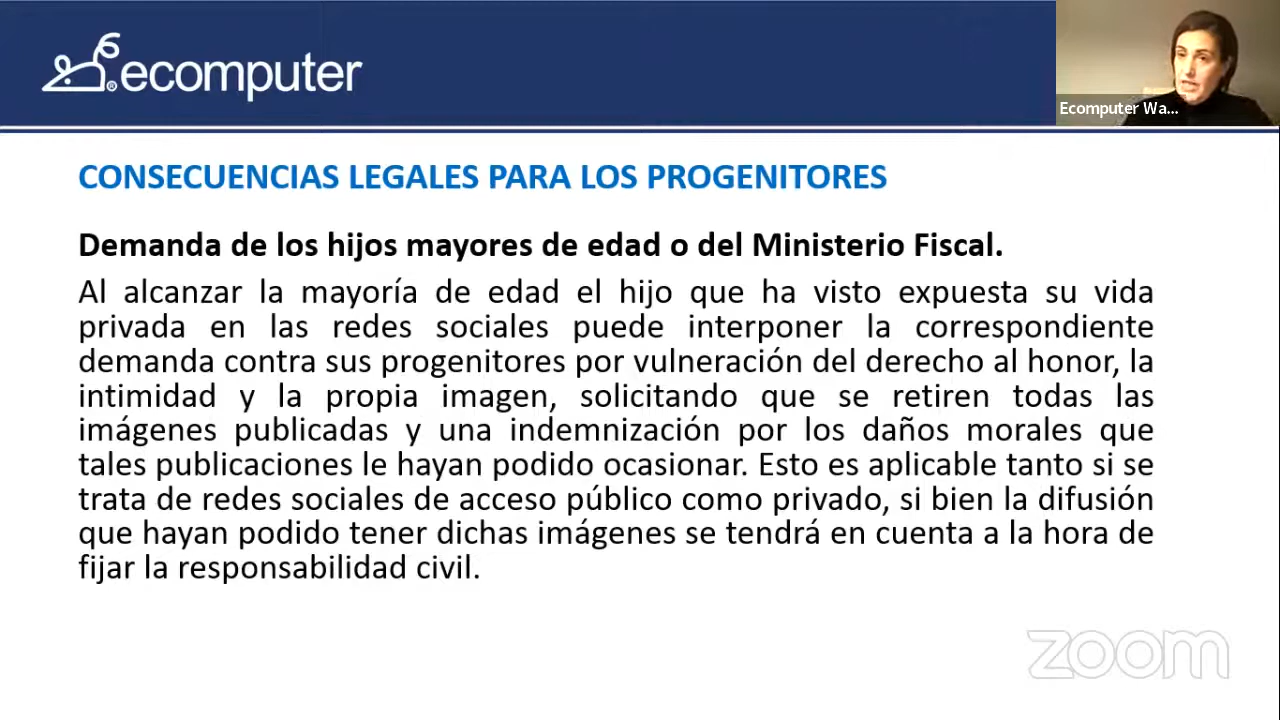 ecomputer
Ecomputer Wa...
CONSECUENCIAS LEGALES PARA LOS PROGENITORES
Demanda de los hijos mayores de edad o del Ministerio Fiscal.
Al alcanzar la mayoría de edad el hijo que ha visto expuesta su vida
privada en las redes sociales puede interponer la correspondiente
demanda contra sus progenitores por vulneración del derecho al honor, la
intimidad y la propia imagen, solicitando que se retiren todas las
imágenes publicadas y una indemnización por los daños morales que
tales publicaciones le hayan podido ocasionar. Esto es aplicable tanto si se
trata de redes sociales de acceso público como privado, si bien la difusión
que hayan podido tener dichas imágenes se tendrá en cuenta a la hora de
fijar la responsabilidad civil.
zoom